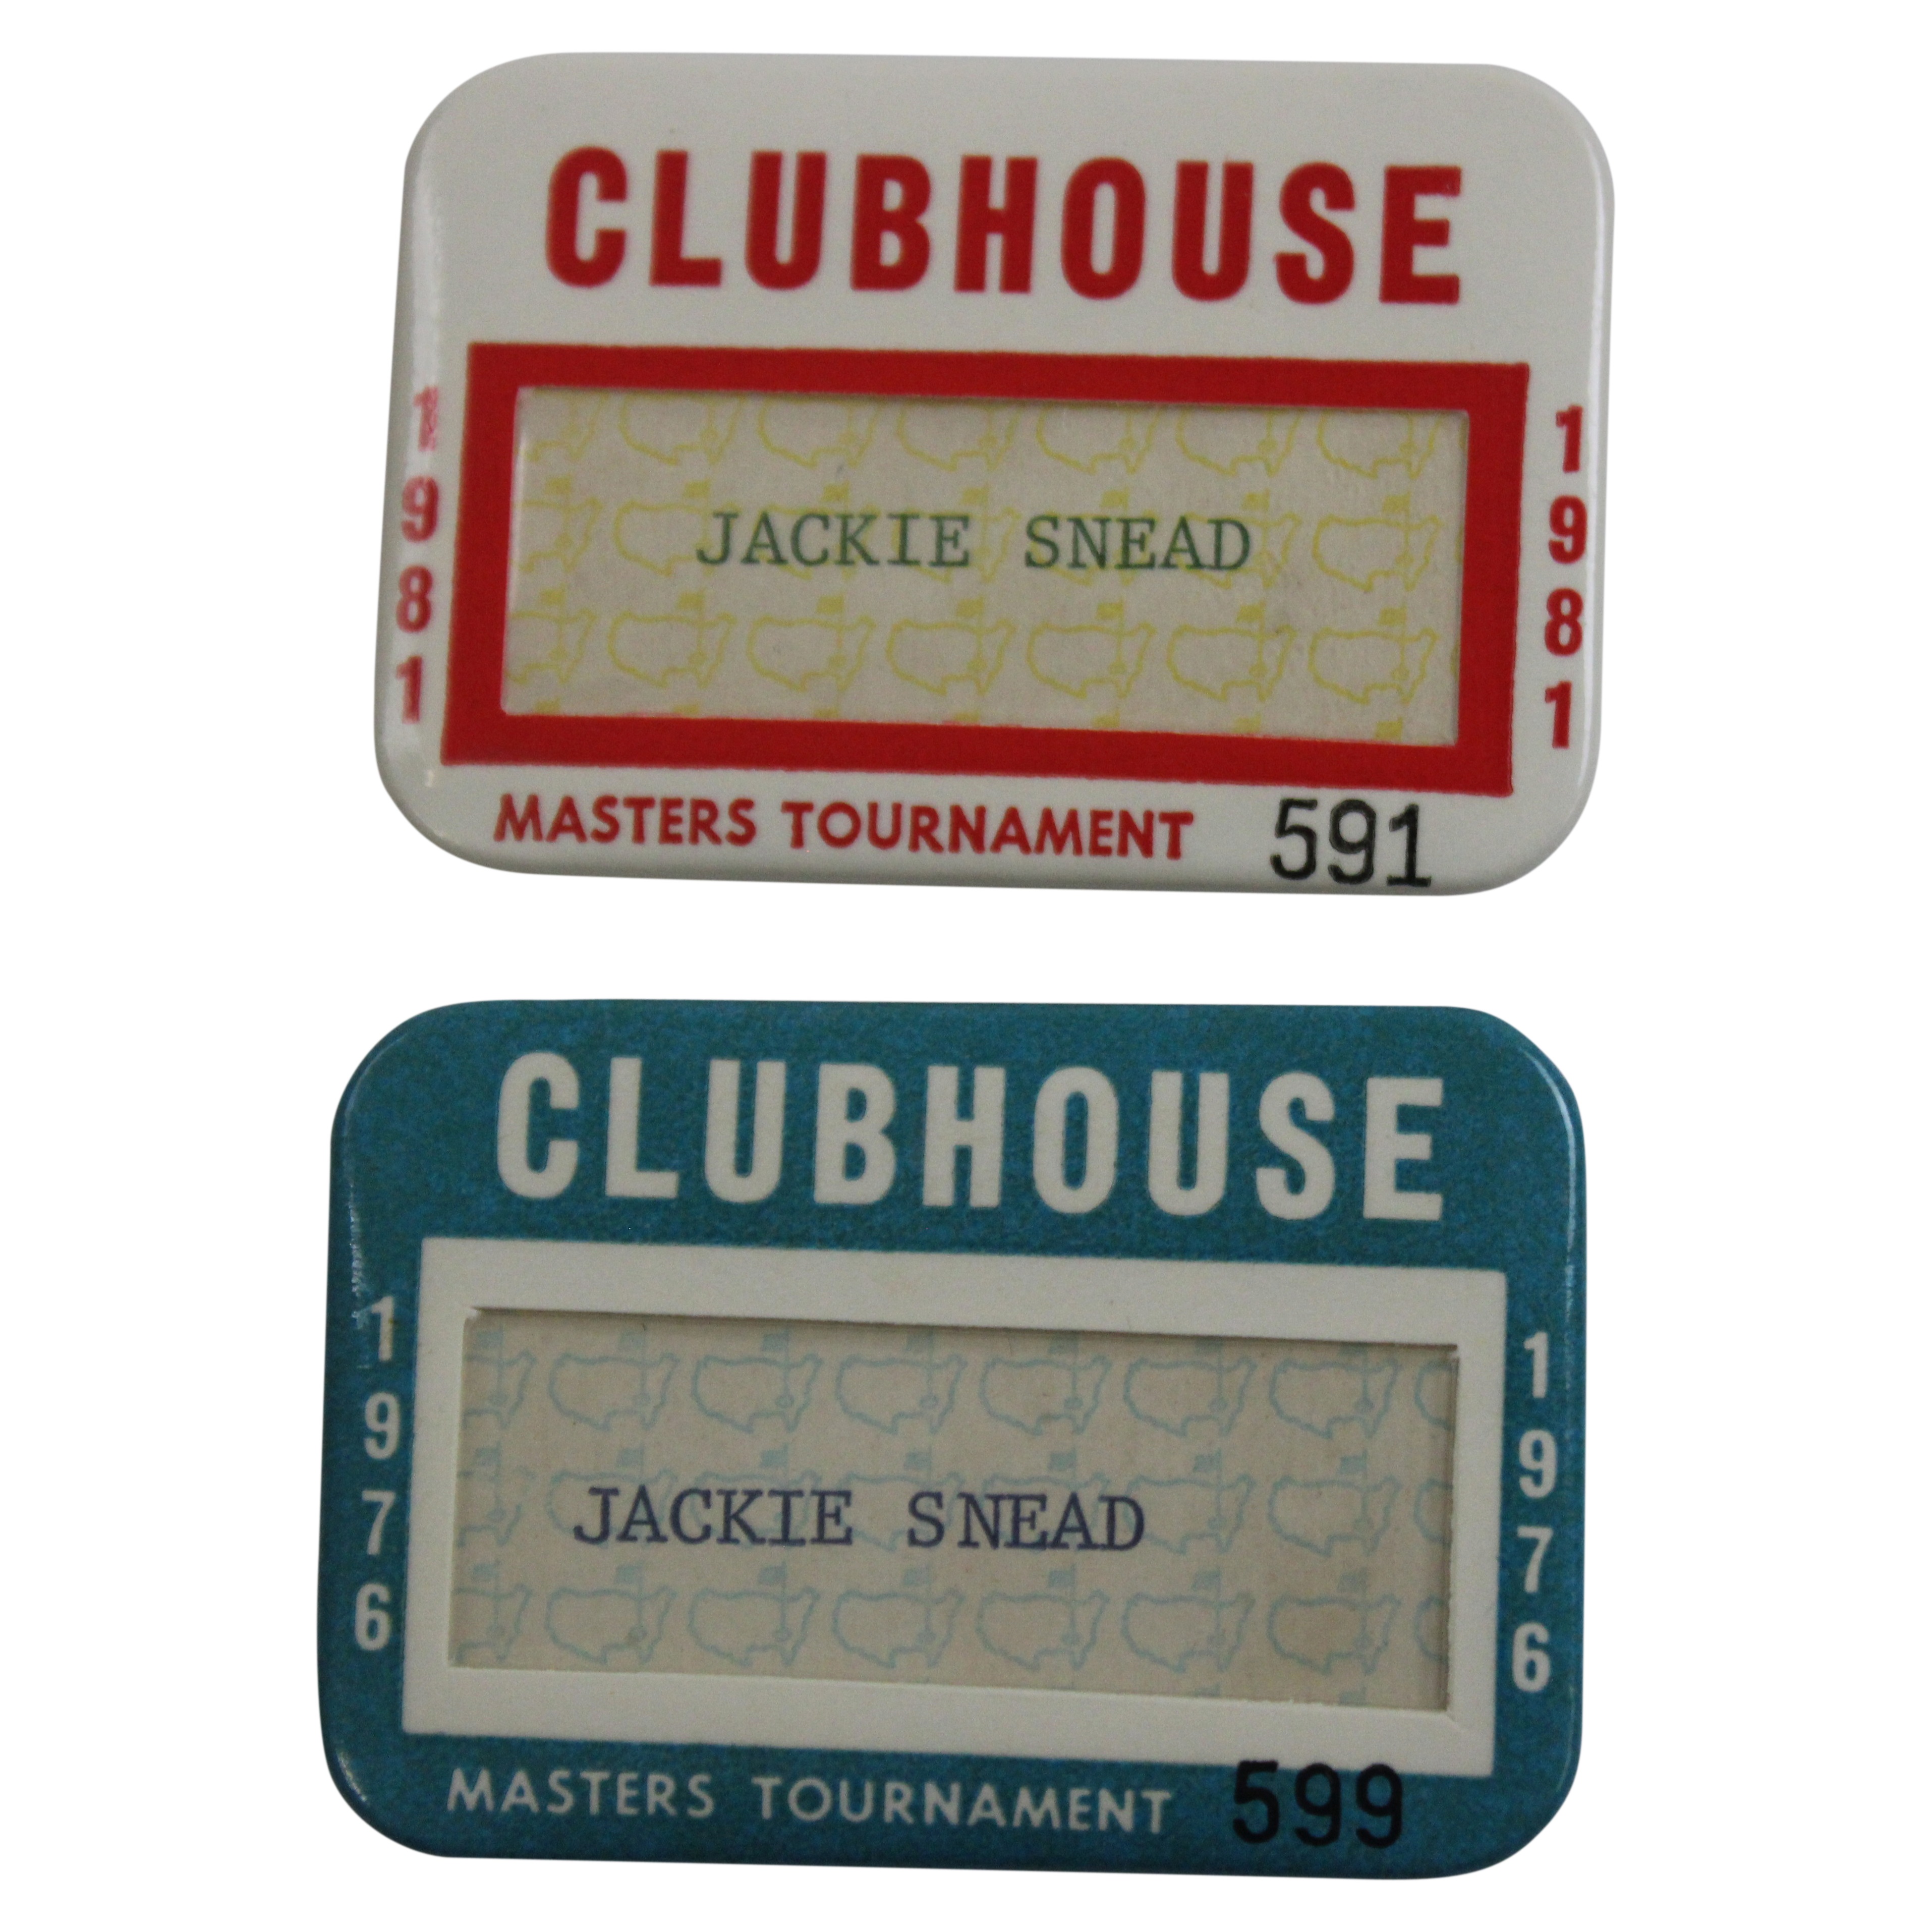 CLUBHOUSE
1981
JACKIE SNEAD
1981
MASTERS TOURNAMENT 591
CLUBHOUSE
1976
JACKIE SNEAD
1976
MASTERS TOURNAMENT 599